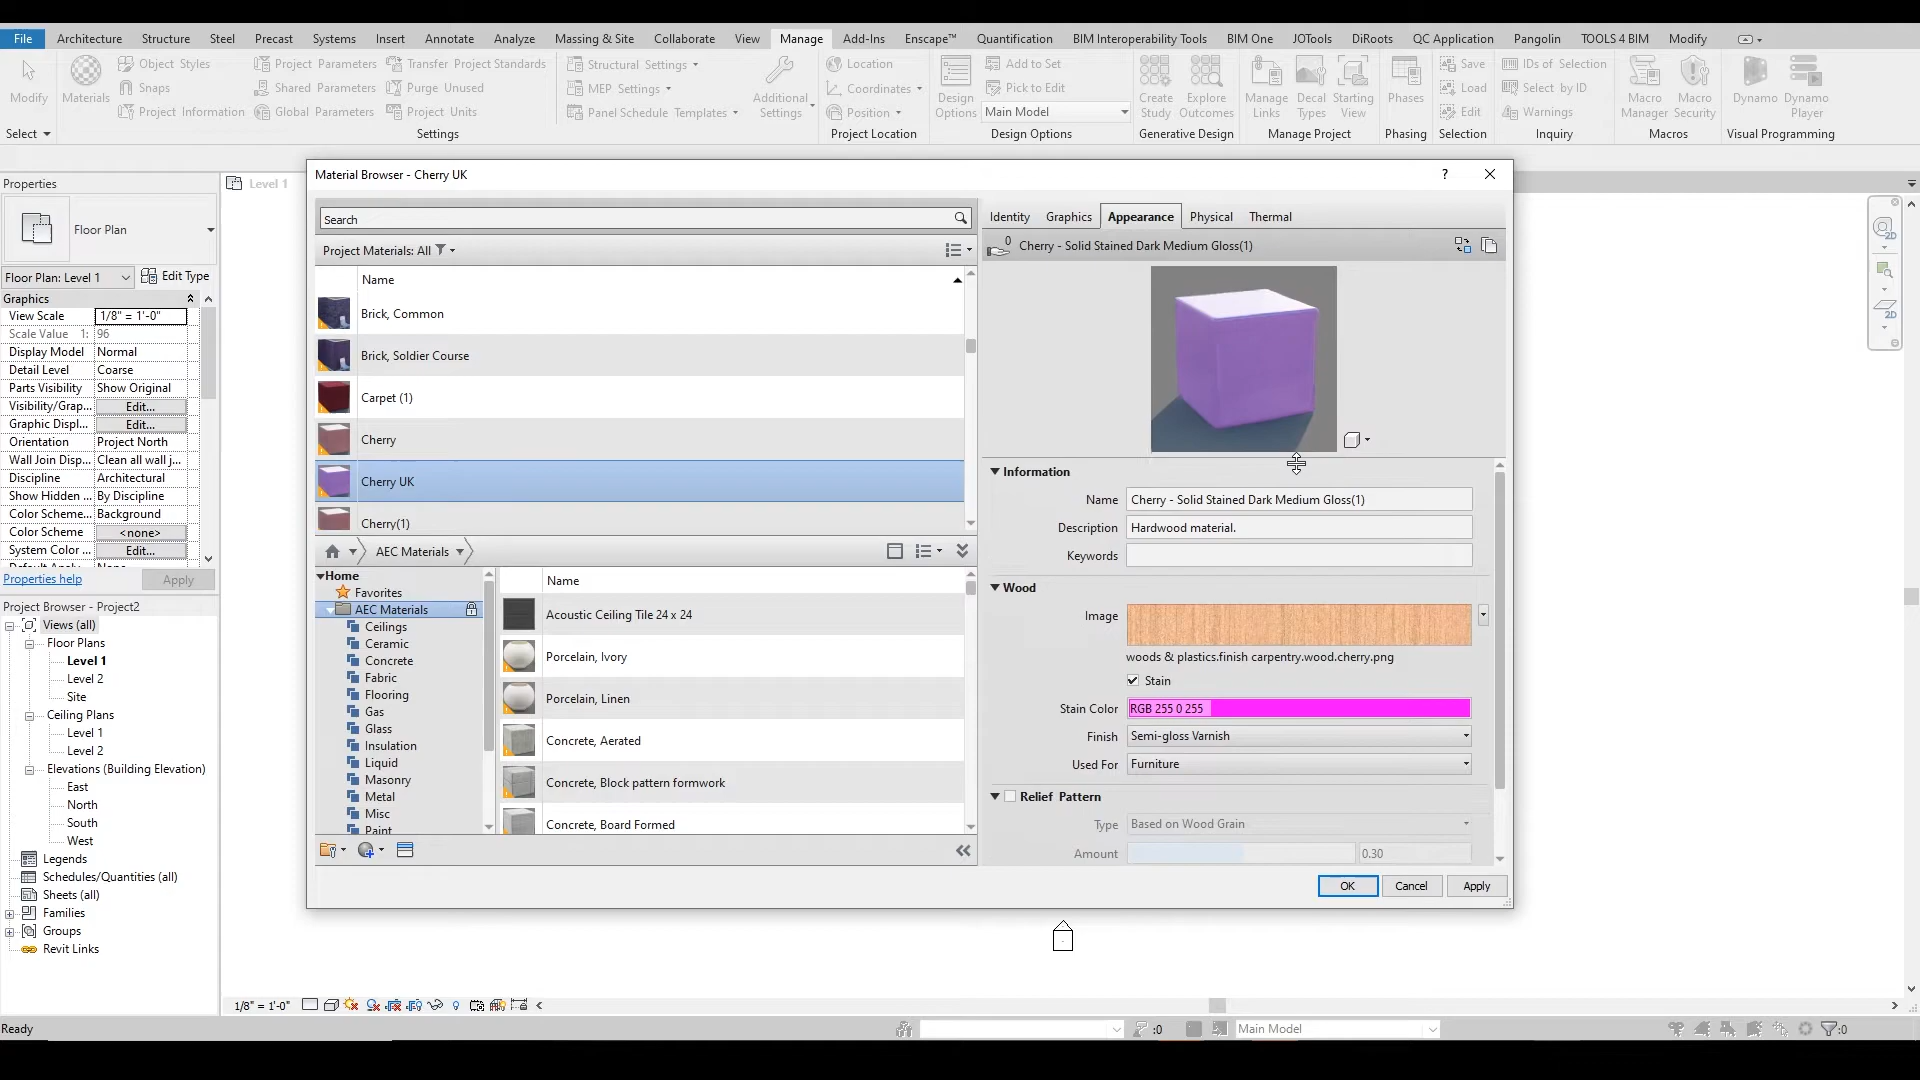 File Architecture Structure Steel Precast Systems Insert Annotate Analyze Massing & Site Collaborate View Manage Add-Ins Enscape™ Quantification BIM Interoperability Tools BIM One JOTools DiRoots QC Application Pangolin TOOLS 4 BIM Modify
Modify
Select
Materials
Object Styles
Snaps
Project Information
Project Parameters
Shared Parameters
Global Parameters
Transfer Project Standards
Purge Unused
Project Units
Settings
Structural Settings
MEP Settings
Panel Schedule Templates
Additional
Settings
Location
Coordinates
Position
Project Location
Design
Options
Add to Set
Pick to Edit
Main Model
Design Options
Create
Study
Explore
Outcomes
Generative Design
Manage
Links
Decal
Types
Starting
View
Manage Project
Phases
Phasing
Save
Load
Edit
Selection
IDs of Selection
Select by ID
Warnings
Inquiry
Macro
Manager
Macro
Security
Macros
Dynamo
Dynamo
Player
Visual Programming
Properties
Floor Plan
Floor Plan: Level 1
Edit Type
Graphics
View Scale 1/8" = 1'-0"
Scale Value 1: 96
Display Model Normal
Detail Level Coarse
Parts Visibility Show Original
Visibility/Grap... Edit...
Graphic Displ... Edit...
Orientation Project North
Wall Join Disp... Clean all wall j...
Discipline Architectural
Show Hidden ... By Discipline
Color Scheme... Background
Color Scheme <none>
System Color ... Edit...
Properties help
Apply
Project Browser - Project2
Views (all)
Floor Plans
Level 1
Level 2
Site
Ceiling Plans
Level 1
Level 2
Elevations (Building Elevation)
East
North
South
West
Legends
Schedules/Quantities (all)
Sheets (all)
Families
Groups
Revit Links
Level 1
Material Browser - Cherry UK
?
Search
Project Materials: All
Name
Brick, Common
Brick, Soldier Course
Carpet (1)
Cherry
Cherry UK
Cherry(1)
AEC Materials
Home
Favorites
AEC Materials
Ceilings
Ceramic
Concrete
Fabric
Flooring
Gas
Glass
Insulation
Liquid
Masonry
Metal
Misc
Paint
Name
Acoustic Ceiling Tile 24 x 24
Porcelain, Ivory
Porcelain, Linen
Concrete, Aerated
Concrete, Block pattern formwork
Concrete, Board Formed
Identity Graphics Appearance Physical Thermal
0 Cherry - Solid Stained Dark Medium Gloss(1)
Information
Name Cherry - Solid Stained Dark Medium Gloss(1)
Description Hardwood material.
Keywords
Wood
Image
woods & plastics.finish carpentry.wood.cherry.png
Stain
Stain Color RGB 255 0 255
Finish Semi-gloss Varnish
Used For Furniture
Relief Pattern
Type Based on Wood Grain
Amount 0.30
OK Cancel Apply
2D
2D
1/8" = 1'-0"
Ready
:0
Main Model
:0